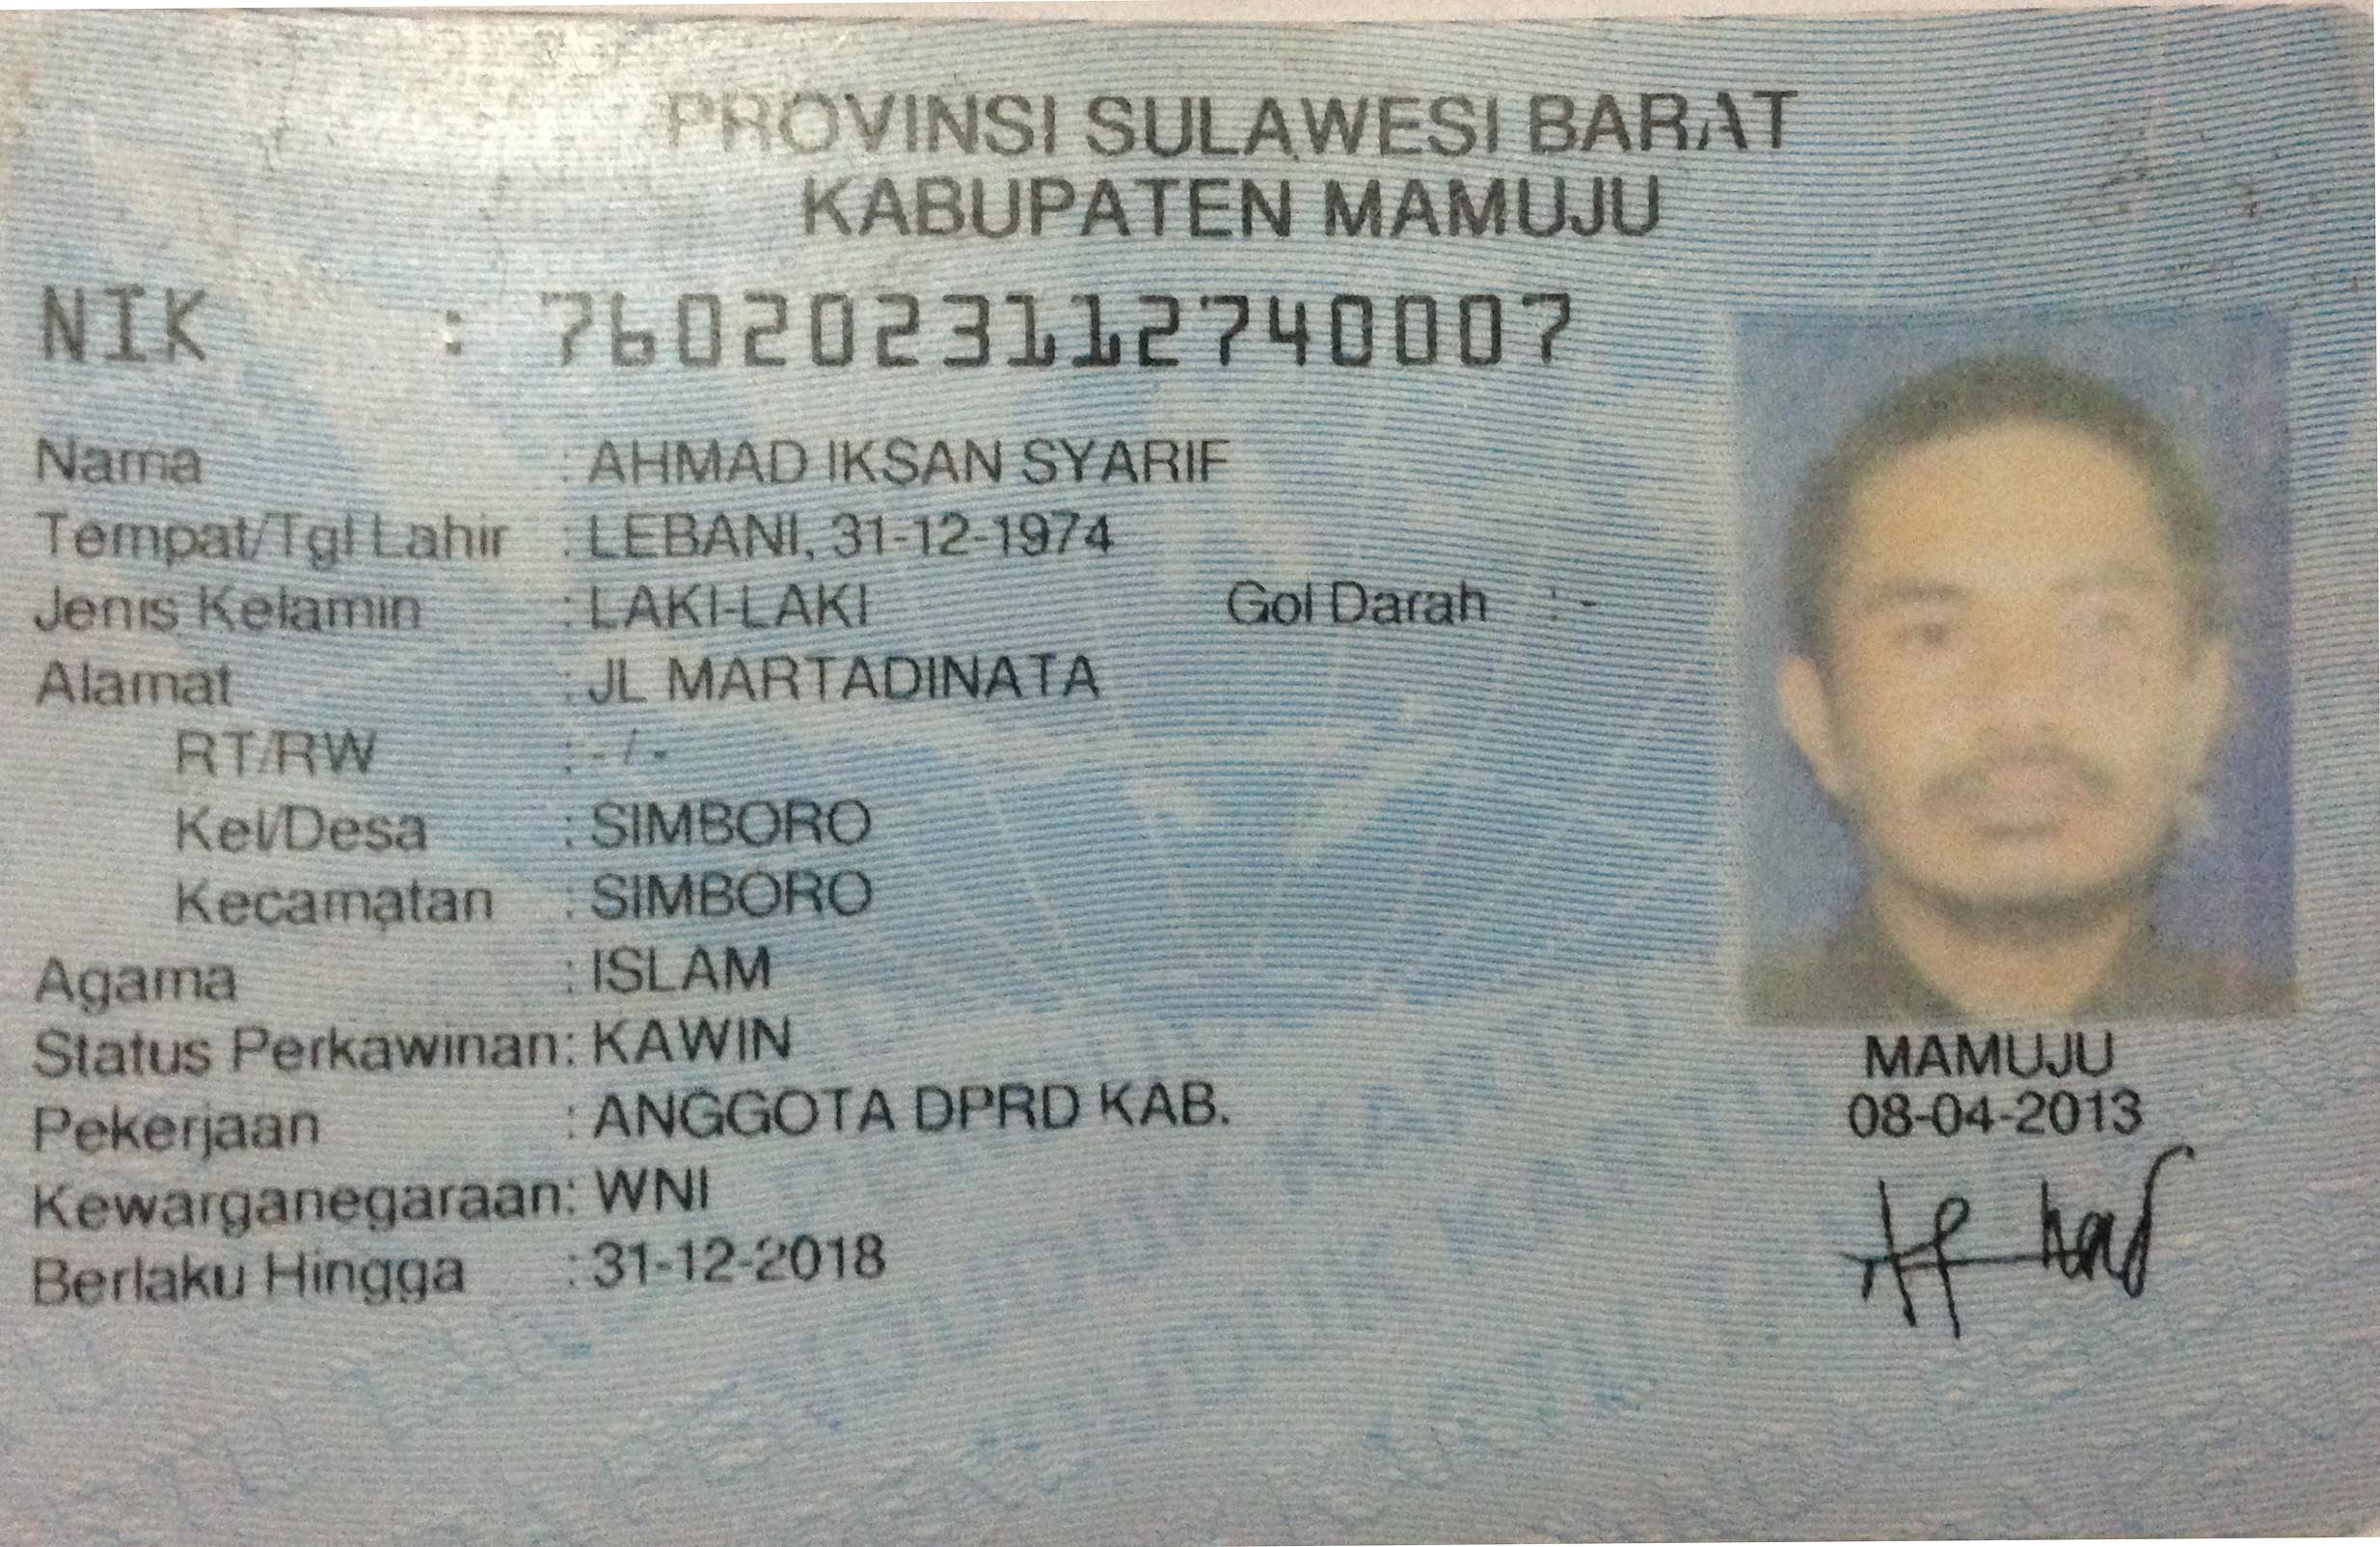 PROVINSI SULAWESI BARAT
KABUPATEN MAMUJU
NIK : 7602023112740007
Nama : AHMAD IKSAN SYARIF
Tempat/Tgl Lahir : LEBANI, 31-12-1974
Jenis Kelamin : LAKI-LAKI Gol Darah : -
Alamat : JL MARTADINATA
RT/RW : - / -
Kel/Desa : SIMBORO
Kecamatan : SIMBORO
Agama : ISLAM
Status Perkawinan : KAWIN
Pekerjaan : ANGGOTA DPRD KAB.
Kewarganegaraan : WNI
Berlaku Hingga : 31-12-2018
MAMUJU
08-04-2013